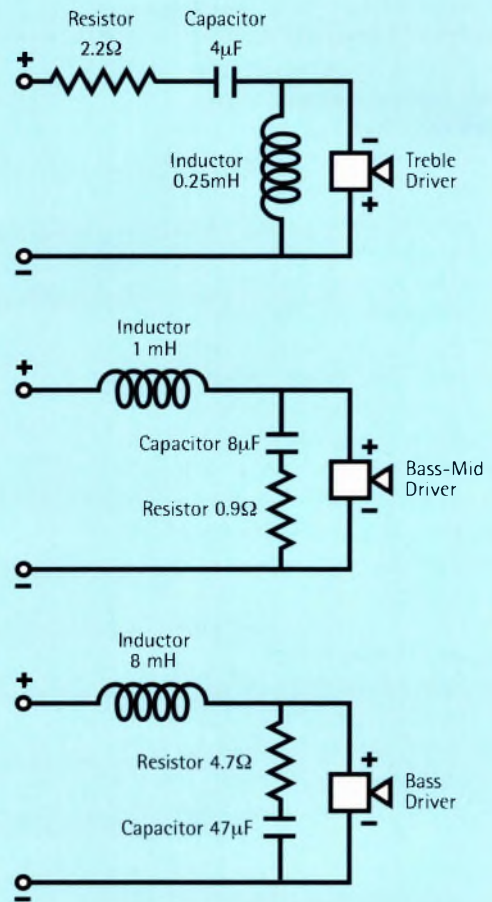 Resistor
2.2Ω
Capacitor
4μF
+
−
Inductor
0.25mH
−
+
Treble
Driver
−
Inductor
1 mH
+
Capacitor 8μF
Resistor 0.9Ω
+
−
Bass-Mid
Driver
−
Inductor
8 mH
+
Resistor 4.7Ω
Capacitor 47μF
+
−
Bass
Driver
−